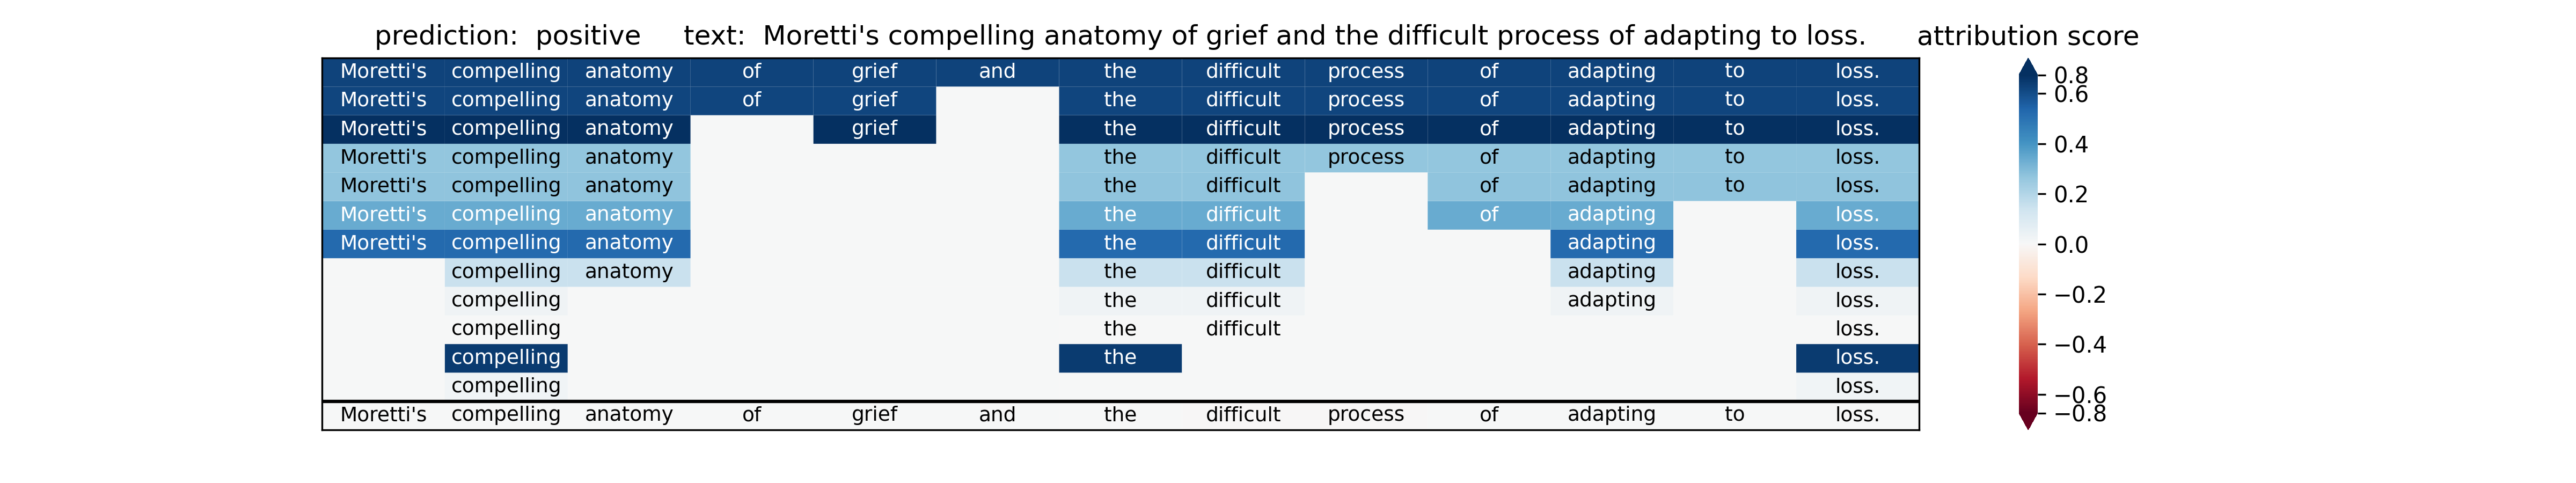 prediction: positive text: Moretti's compelling anatomy of grief and the difficult process of adapting to loss. attribution score
Moretti's compelling anatomy of grief and the difficult process of adapting to loss.
Moretti's compelling anatomy of grief the difficult process of adapting to loss.
Moretti's compelling anatomy grief the difficult process of adapting to loss.
Moretti's compelling anatomy the difficult process of adapting to loss.
Moretti's compelling anatomy the difficult of adapting to loss.
Moretti's compelling anatomy the difficult of adapting loss.
Moretti's compelling anatomy the difficult adapting loss.
compelling anatomy the difficult adapting loss.
compelling the difficult adapting loss.
compelling the difficult loss.
compelling the loss.
compelling loss.
Moretti's compelling anatomy of grief and the difficult process of adapting to loss.
0.8
0.6
0.4
0.2
0.0
−0.2
−0.4
−0.6
−0.8